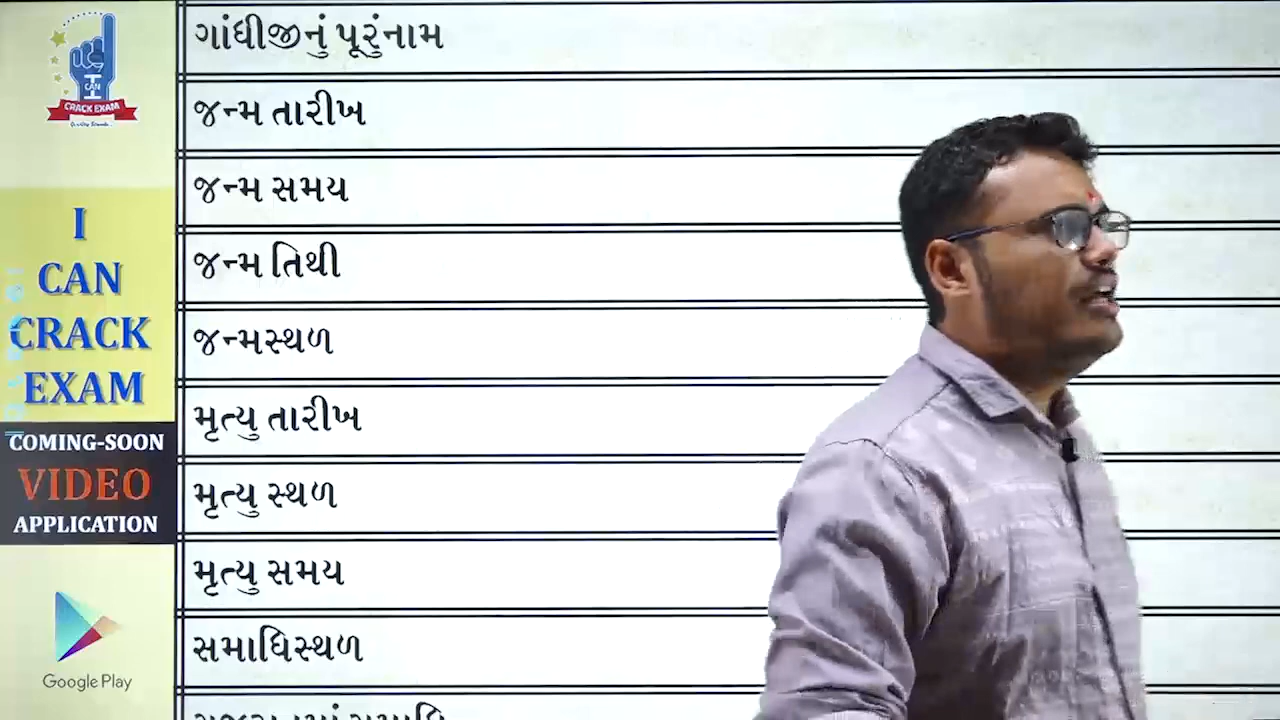 CAN
I
CRACK EXAM
I
CAN
CRACK
EXAM
COMING-SOON
VIDEO
APPLICATION
Google Play
ગાંધીજીનું પૂરુંનામ
જન્મ તારીખ
જન્મ સમય
જન્મ તિથી
જન્મસ્થળ
મૃત્યુ તારીખ
મૃત્યુ સ્થળ
મૃત્યુ સમય
સમાધિસ્થળ